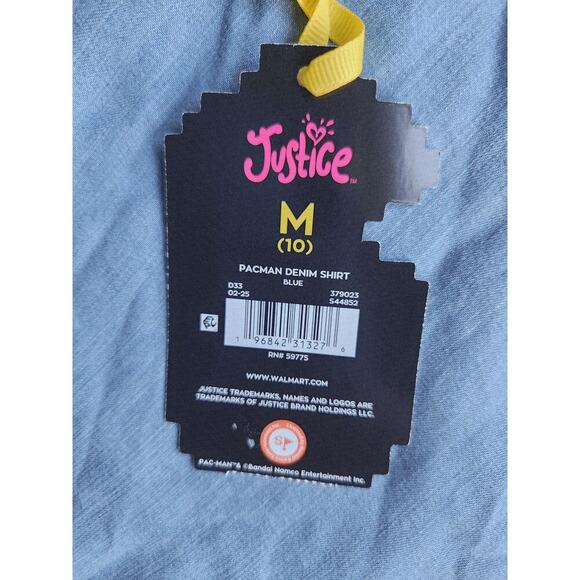 Justice™
M
(10)
PACMAN DENIM SHIRT
BLUE
D33 379023
02-25 S44852
1 96842 31327 6
RN# 59775
WWW.WALMART.COM
JUSTICE TRADEMARKS, NAMES AND LOGOS ARE
TRADEMARKS OF JUSTICE BRAND HOLDINGS LLC.
PAC-MAN™& ©Bandai Namco Entertainment Inc.